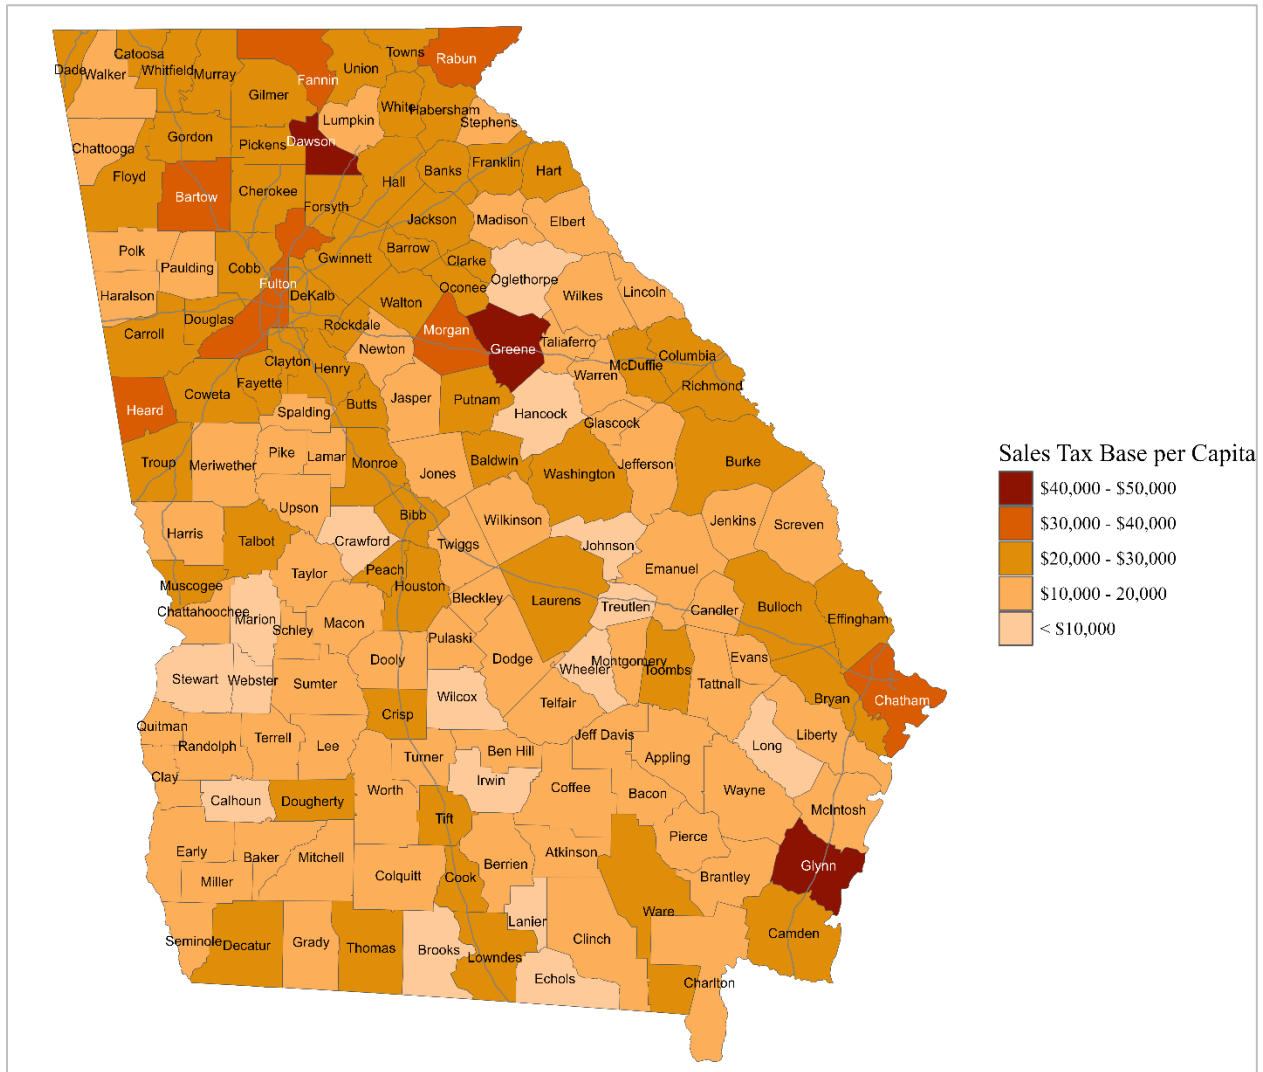 Dade
Walker
Catoosa
Whitfield
Murray
Fannin
Gilmer
Union
Towns
Rabun
White
Habersham
Lumpkin
Stephens
Chattooga
Gordon
Pickens
Dawson
Floyd
Bartow
Cherokee
Forsyth
Hall
Banks
Franklin
Hart
Jackson
Madison
Elbert
Polk
Paulding
Cobb
Gwinnett
Barrow
Clarke
Oconee
Oglethorpe
Wilkes
Lincoln
Haralson
Fulton
DeKalb
Walton
Douglas
Carroll
Rockdale
Newton
Morgan
Greene
Taliaferro
Warren
McDuffie
Columbia
Richmond
Clayton
Henry
Fayette
Coweta
Heard
Spalding
Butts
Jasper
Putnam
Hancock
Glascock
Troup
Meriwether
Pike
Lamar
Monroe
Jones
Baldwin
Washington
Jefferson
Burke
Upson
Bibb
Wilkinson
Jenkins
Screven
Harris
Talbot
Crawford
Twiggs
Johnson
Emanuel
Taylor
Peach
Houston
Bleckley
Laurens
Treutlen
Candler
Bulloch
Effingham
Muscogee
Chattahoochee
Marion
Schley
Macon
Pulaski
Dooly
Dodge
Wheeler
Montgomery
Toombs
Tattnall
Evans
Bryan
Chatham
Stewart
Webster
Sumter
Wilcox
Telfair
Crisp
Quitman
Randolph
Terrell
Lee
Turner
Ben Hill
Jeff Davis
Appling
Long
Liberty
Clay
Calhoun
Dougherty
Worth
Irwin
Coffee
Bacon
Wayne
McIntosh
Tift
Pierce
Early
Baker
Mitchell
Miller
Colquitt
Berrien
Cook
Atkinson
Brantley
Glynn
Ware
Seminole
Decatur
Grady
Thomas
Brooks
Lanier
Lowndes
Clinch
Echols
Charlton
Camden
Sales Tax Base per Capita
$40,000 - $50,000
$30,000 - $40,000
$20,000 - $30,000
$10,000 - 20,000
< $10,000